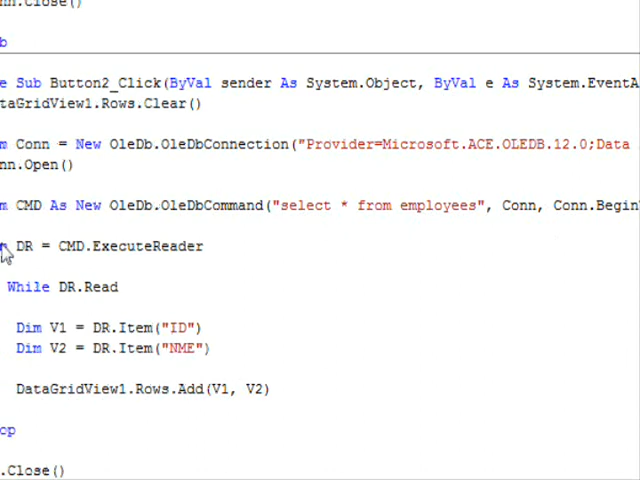 nn.Close()
b
e Sub Button2_Click(ByVal sender As System.Object, ByVal e As System.EventA
taGridView1.Rows.Clear()
m Conn = New OleDb.OleDbConnection("Provider=Microsoft.ACE.OLEDB.12.0;Data
nn.Open()
m CMD As New OleDb.OleDbCommand("select * from employees", Conn, Conn.Begin
DR = CMD.ExecuteReader
While DR.Read
Dim V1 = DR.Item("ID")
Dim V2 = DR.Item("NME")
DataGridView1.Rows.Add(V1, V2)
op
.Close()